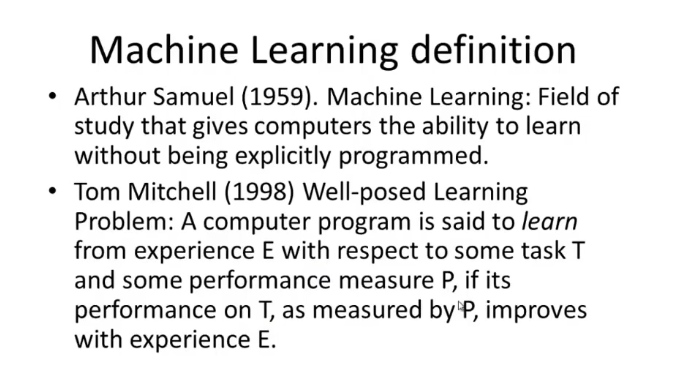 Machine Learning definition
• Arthur Samuel (1959). Machine Learning: Field of
study that gives computers the ability to learn
without being explicitly programmed.
• Tom Mitchell (1998) Well-posed Learning
Problem: A computer program is said to learn
from experience E with respect to some task T
and some performance measure P, if its
performance on T, as measured by P, improves
with experience E.